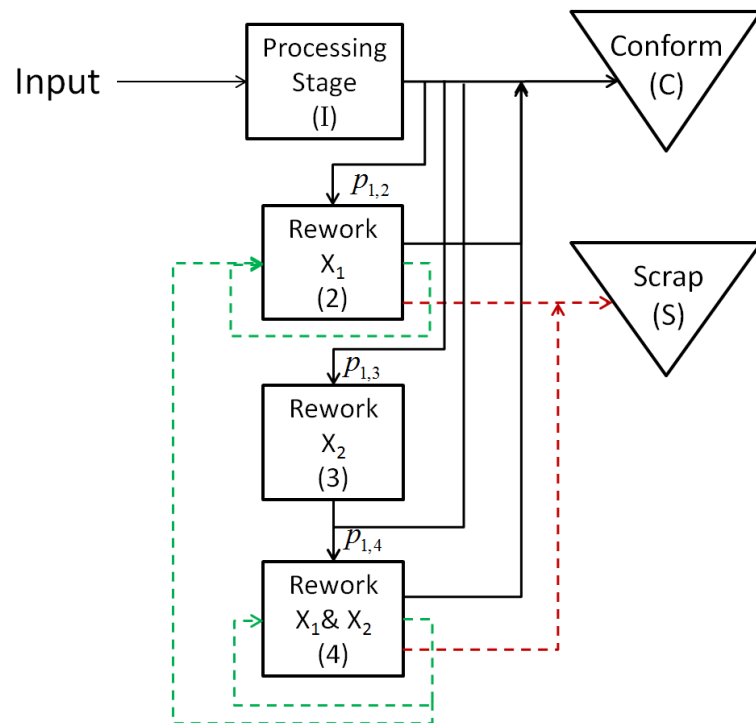 Input
Processing
Stage
(I)
Conform
(C)
p1,2
Rework
X1
(2)
Scrap
(S)
p1,3
Rework
X2
(3)
p1,4
Rework
X1& X2
(4)